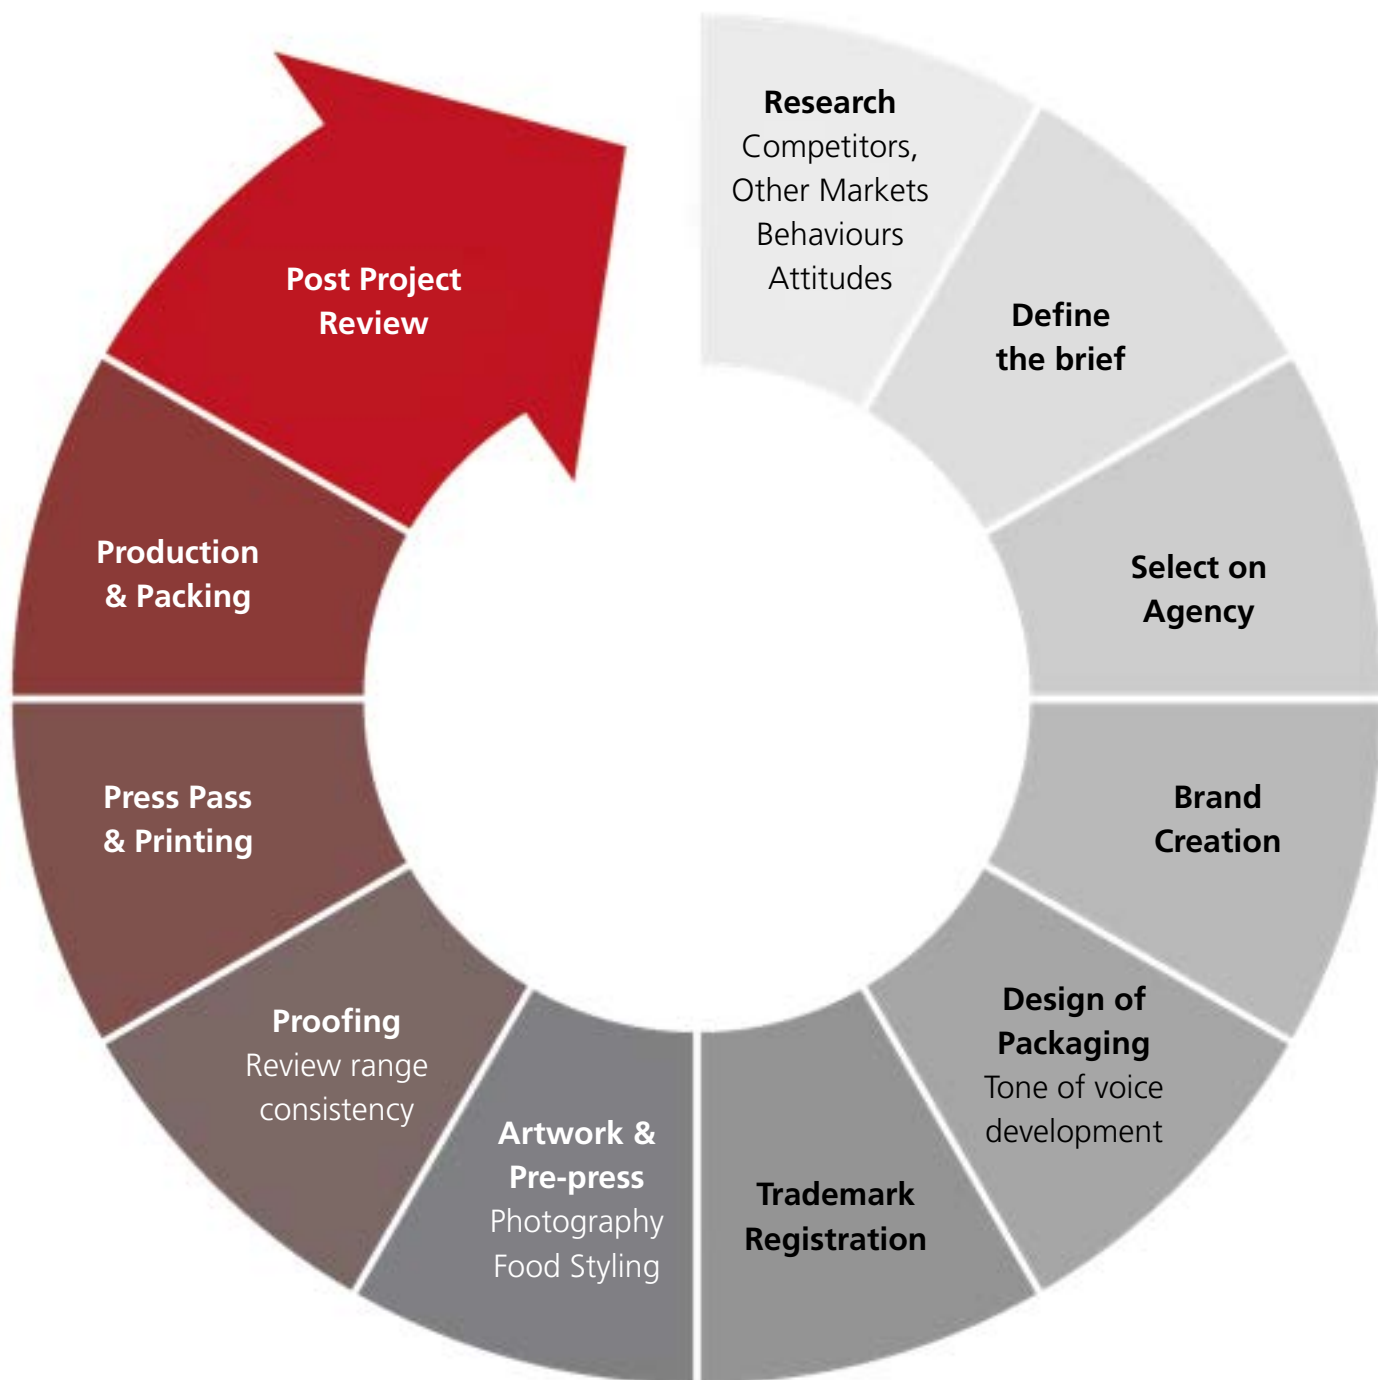 Research
Competitors,
Other Markets
Behaviours
Attitudes
Define
the brief
Select on
Agency
Brand
Creation
Design of
Packaging
Tone of voice
development
Trademark
Registration
Artwork &
Pre-press
Photography
Food Styling
Proofing
Review range
consistency
Press Pass
& Printing
Production
& Packing
Post Project
Review